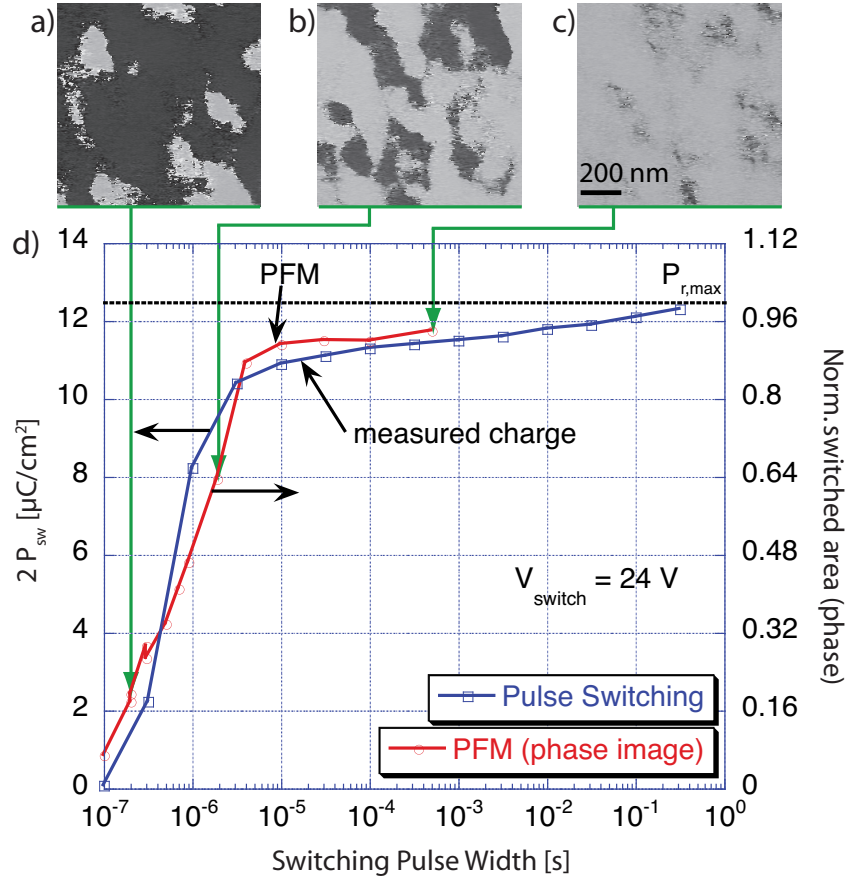 a)
b)
c)
200 nm
d)
14
12
10
8
6
4
2
0
2 P_sw [µC/cm²]
1.12
0.96
0.8
0.64
0.48
0.32
0.16
0
Norm. switched area (phase)
PFM
P_r,max
measured charge
V_switch = 24 V
Pulse Switching
PFM (phase image)
10⁻⁷
10⁻⁶
10⁻⁵
10⁻⁴
10⁻³
10⁻²
10⁻¹
10⁰
Switching Pulse Width [s]